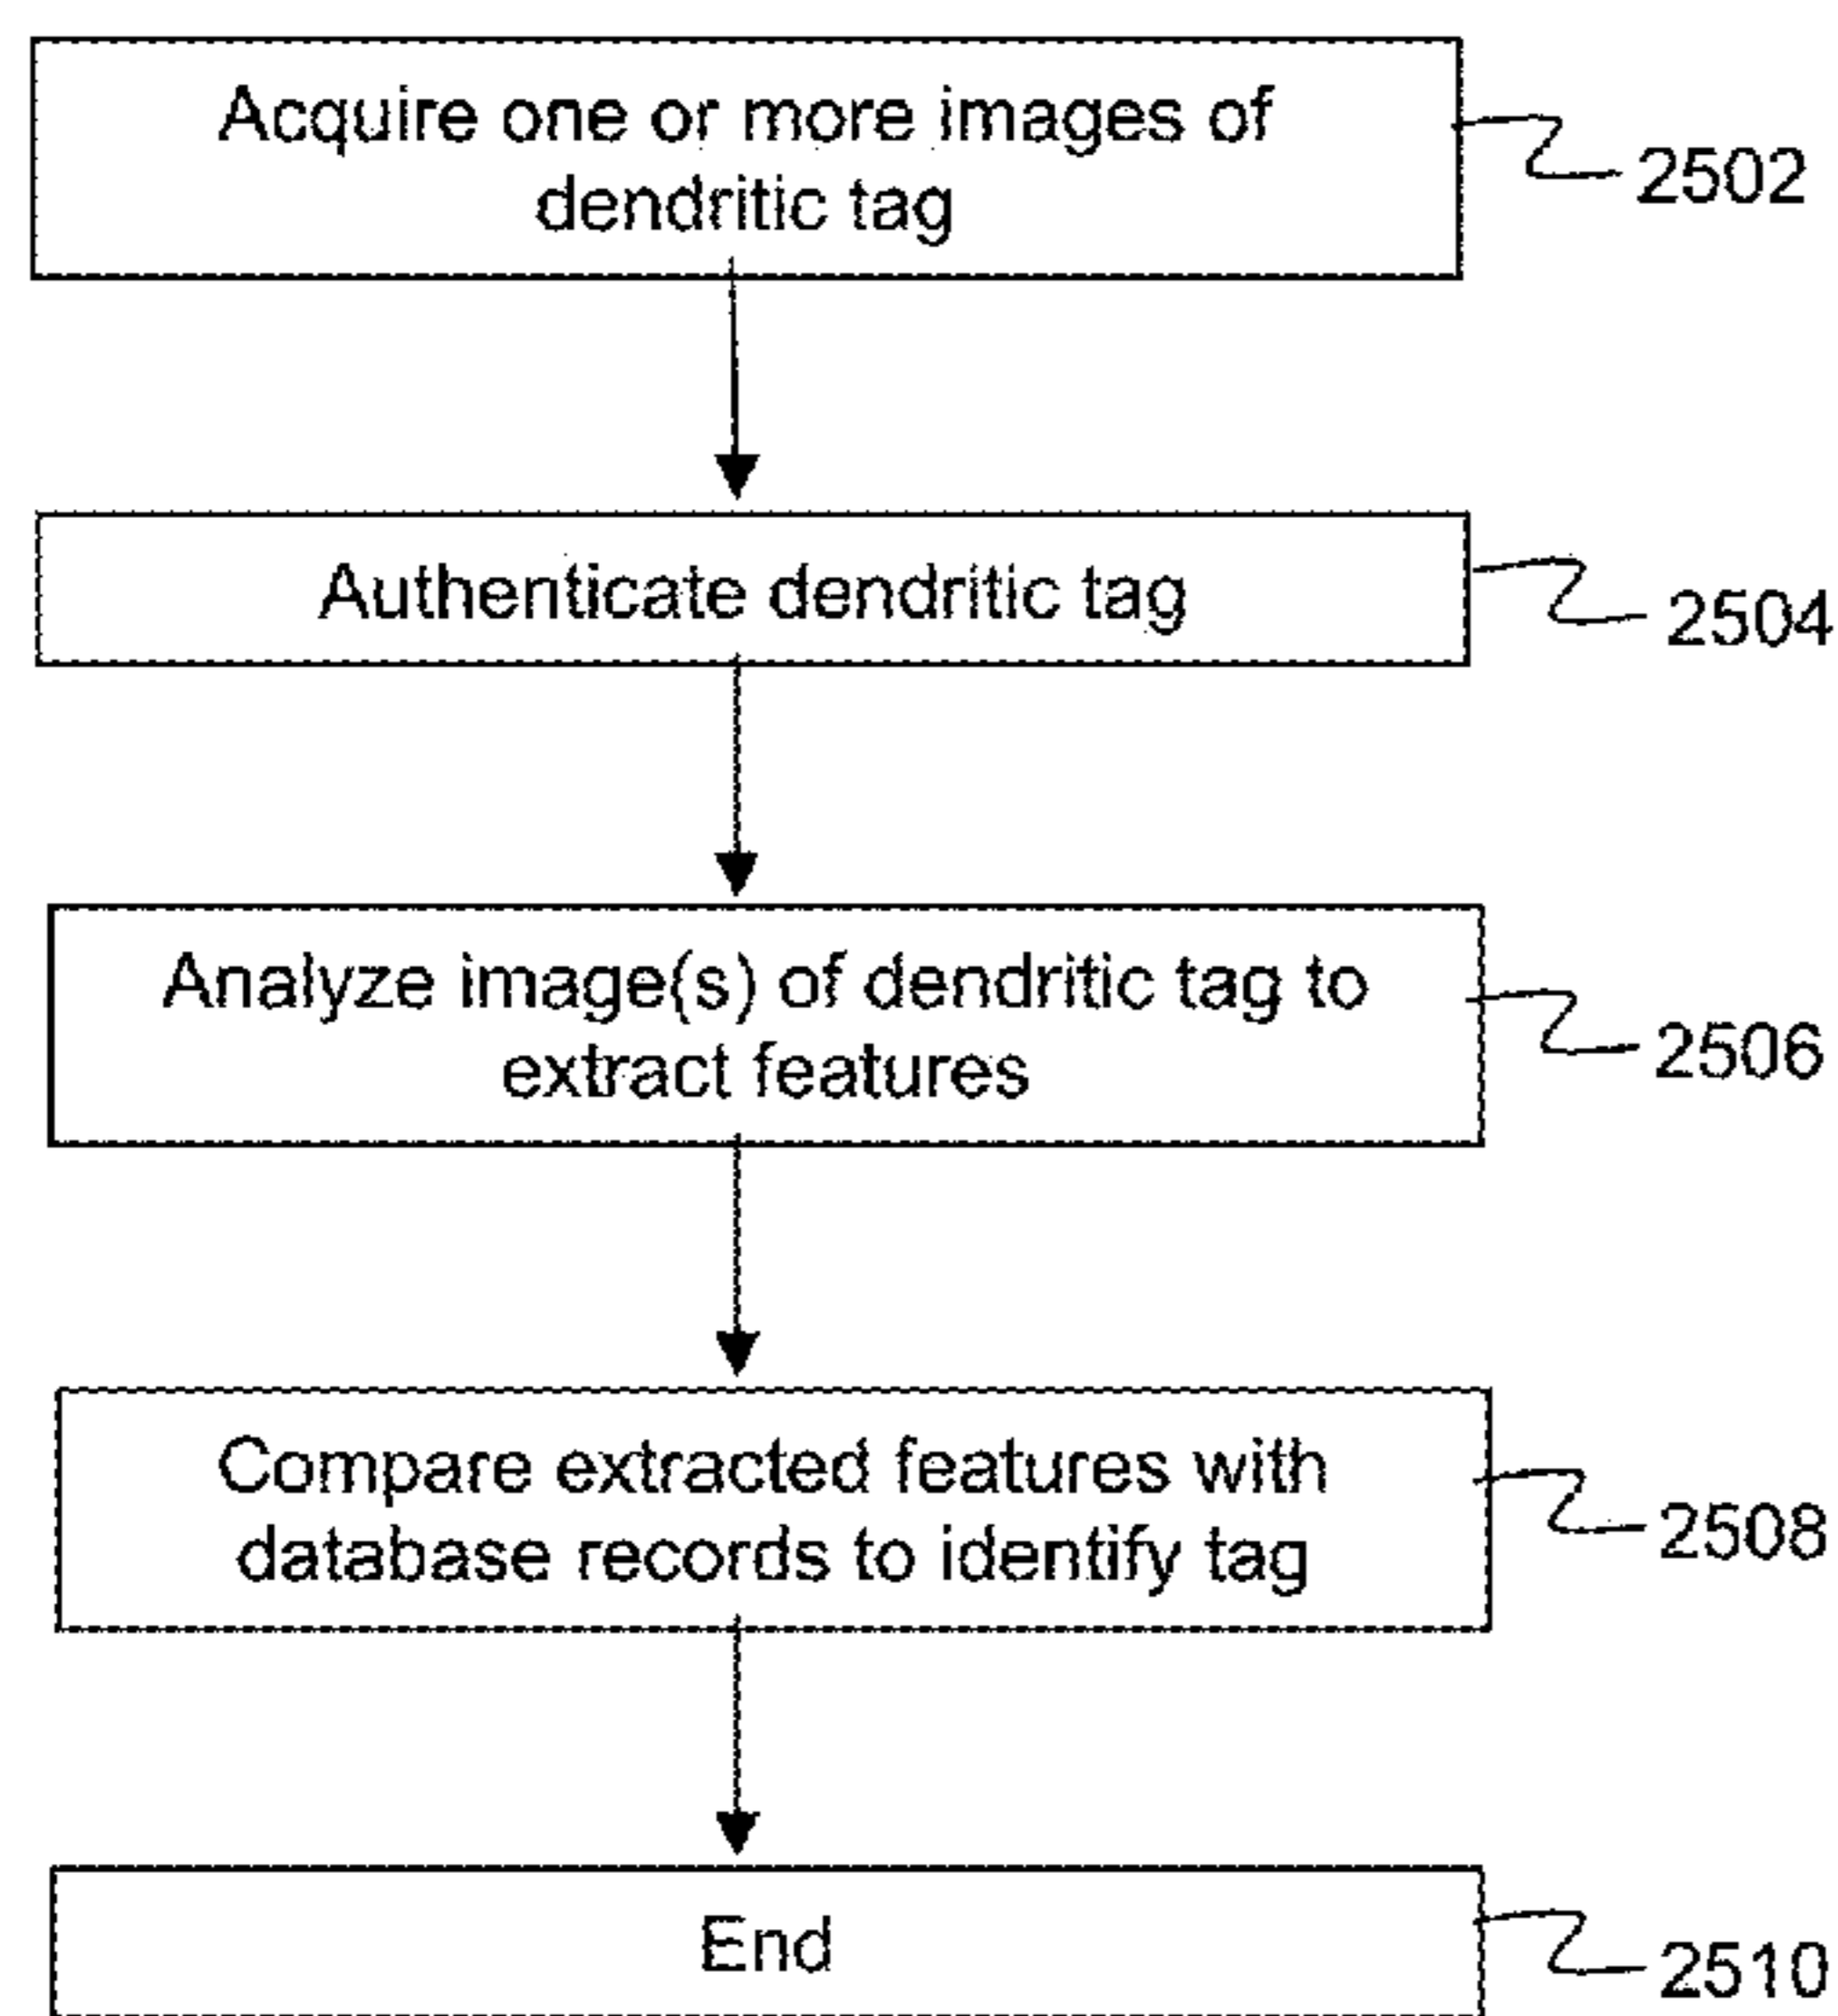 Acquire one or more images of
dendritic tag
2502
Authenticate dendritic tag
2504
Analyze image(s) of dendritic tag to
extract features
2506
Compare extracted features with
database records to identify tag
2508
End
2510